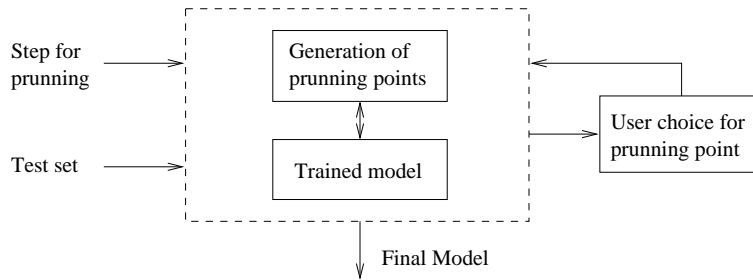 Step for
prunning
Generation of
prunning points
User choice for
prunning point
Test set
Trained model
Final Model